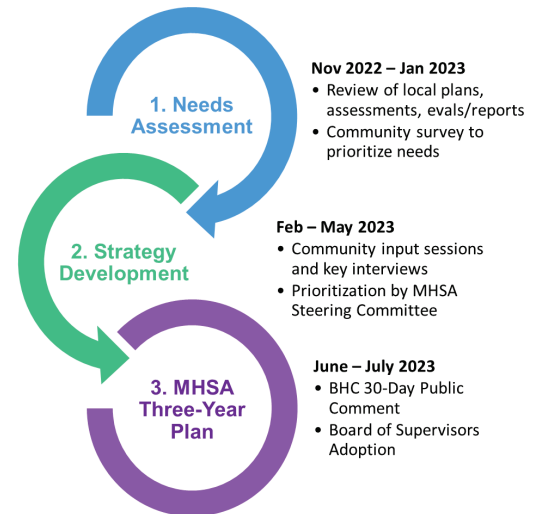 1. Needs
Assessment
Nov 2022 – Jan 2023
• Review of local plans,
assessments, evals/reports
• Community survey to
prioritize needs
2. Strategy
Development
Feb – May 2023
• Community input sessions
and key interviews
• Prioritization by MHSA
Steering Committee
3. MHSA
Three-Year
Plan
June – July 2023
• BHC 30-Day Public
Comment
• Board of Supervisors
Adoption